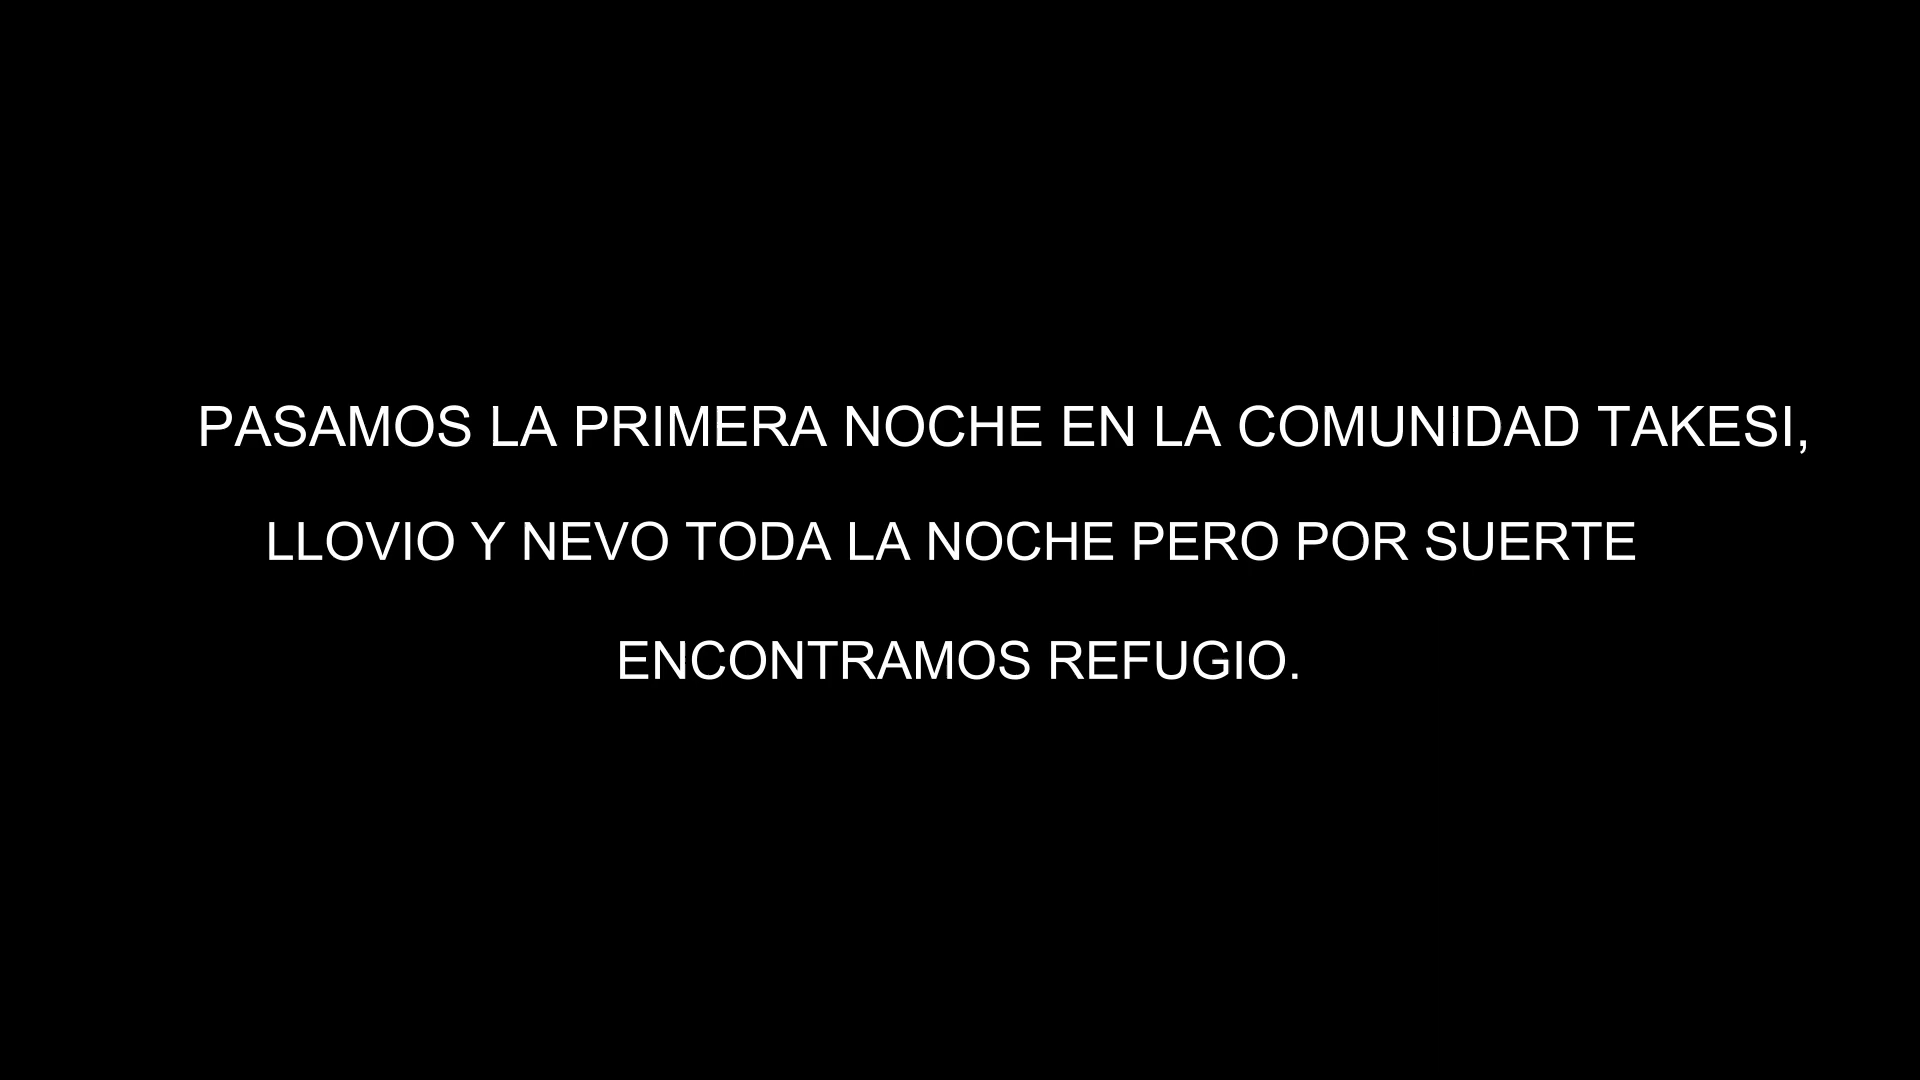 PASAMOS LA PRIMERA NOCHE EN LA COMUNIDAD TAKESI,
LLOVIO Y NEVO TODA LA NOCHE PERO POR SUERTE
ENCONTRAMOS REFUGIO.